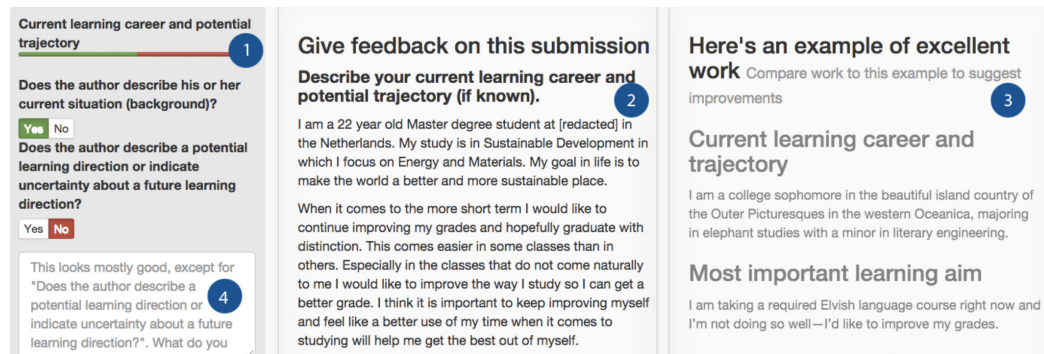 Current learning career and potential
trajectory
1
Does the author describe his or her
current situation (background)?
Yes No
Does the author describe a potential
learning direction or indicate
uncertainty about a future learning
direction?
Yes No
This looks mostly good, except for
"Does the author describe a
potential learning direction or
indicate uncertainty about a future
learning direction?". What do you
4
Give feedback on this submission
Describe your current learning career and
potential trajectory (if known).
2
I am a 22 year old Master degree student at [redacted] in
the Netherlands. My study is in Sustainable Development in
which I focus on Energy and Materials. My goal in life is to
make the world a better and more sustainable place.
When it comes to the more short term I would like to
continue improving my grades and hopefully graduate with
distinction. This comes easier in some classes than in
others. Especially in the classes that do not come naturally
to me I would like to improve the way I study so I can get a
better grade. I think it is important to keep improving myself
and feel like a better use of my time when it comes to
studying will help me get the best out of myself.
Here's an example of excellent
work Compare work to this example to suggest
improvements
3
Current learning career and
trajectory
I am a college sophomore in the beautiful island country of
the Outer Picturesques in the western Oceanica, majoring
in elephant studies with a minor in literary engineering.
Most important learning aim
I am taking a required Elvish language course right now and
I'm not doing so well—I'd like to improve my grades.